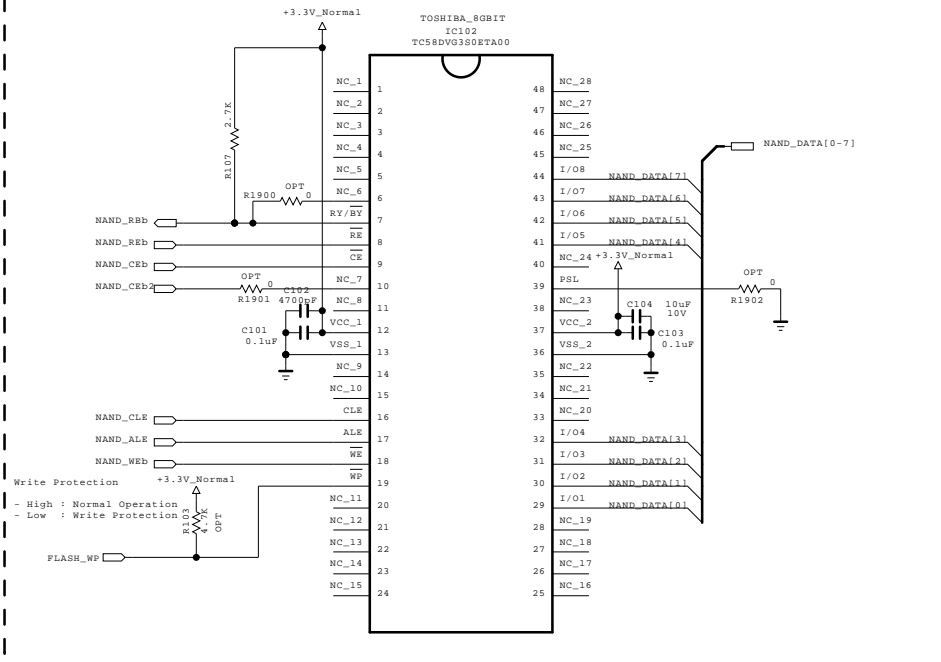 TOSHIBA_8GBIT
IC102
TC58DVG3S0ETA00
+3.3V_Normal
2.7K
R107
OPT
R1900 0
NAND_RBb
NAND_REb
NAND_CEb
NAND_CEb2
OPT
0
R1901
C102
4700pF
C101
0.1uF
NAND_CLE
NAND_ALE
NAND_WEb
Write Protection
- High : Normal Operation
- Low : Write Protection
+3.3V_Normal
R103
4.7K
OPT
FLASH_WP
NC_1 1
NC_2 2
NC_3 3
NC_4 4
NC_5 5
NC_6 6
RY/BY 7
RE 8
CE 9
NC_7 10
NC_8 11
VCC_1 12
VSS_1 13
NC_9 14
NC_10 15
CLE 16
ALE 17
WE 18
WP 19
NC_11 20
NC_12 21
NC_13 22
NC_14 23
NC_15 24
48 NC_28
47 NC_27
46 NC_26
45 NC_25
44 I/O8 NAND_DATA[7]
43 I/O7 NAND_DATA[6]
42 I/O6 NAND_DATA[5]
41 I/O5 NAND_DATA[4]
40 NC_24
39 PSL
38 NC_23
37 VCC_2
36 VSS_2
35 NC_22
34 NC_21
33 NC_20
32 I/O4 NAND_DATA[3]
31 I/O3 NAND_DATA[2]
30 I/O2 NAND_DATA[1]
29 I/O1 NAND_DATA[0]
28 NC_19
27 NC_18
26 NC_17
25 NC_16
NAND_DATA[0-7]
+3.3V_Normal
C104 10uF
10V
C103
0.1uF
OPT
0
R1902